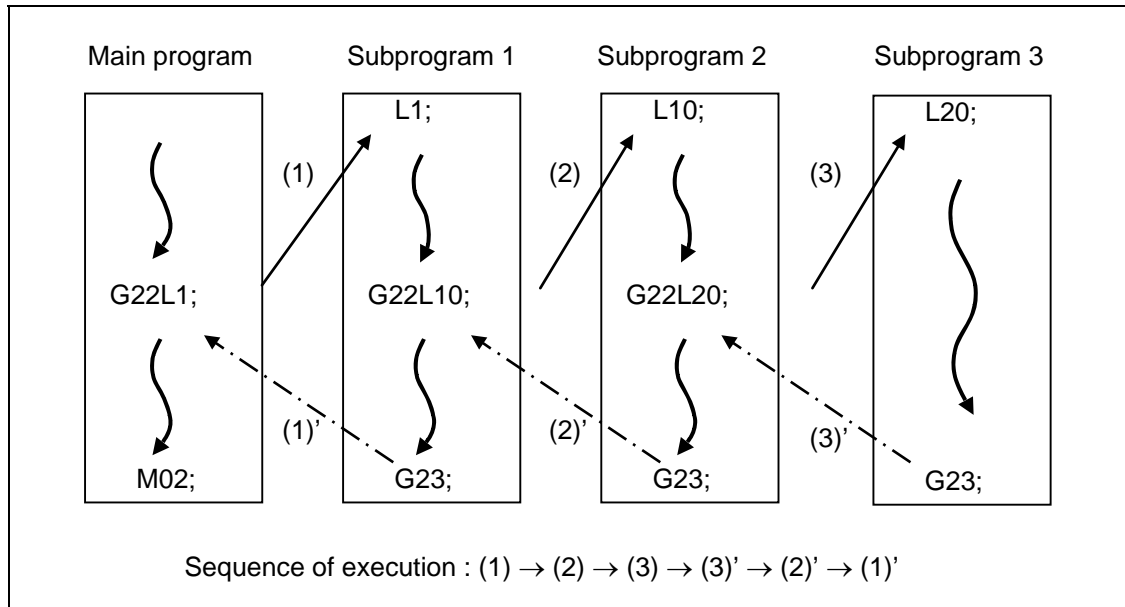 Main program
Subprogram 1
Subprogram 2
Subprogram 3
L1;
L10;
L20;
(1)
(2)
(3)
G22L1;
G22L10;
G22L20;
(1)’
(2)’
(3)’
M02;
G23;
G23;
G23;
Sequence of execution : (1) → (2) → (3) → (3)’ → (2)’ → (1)’